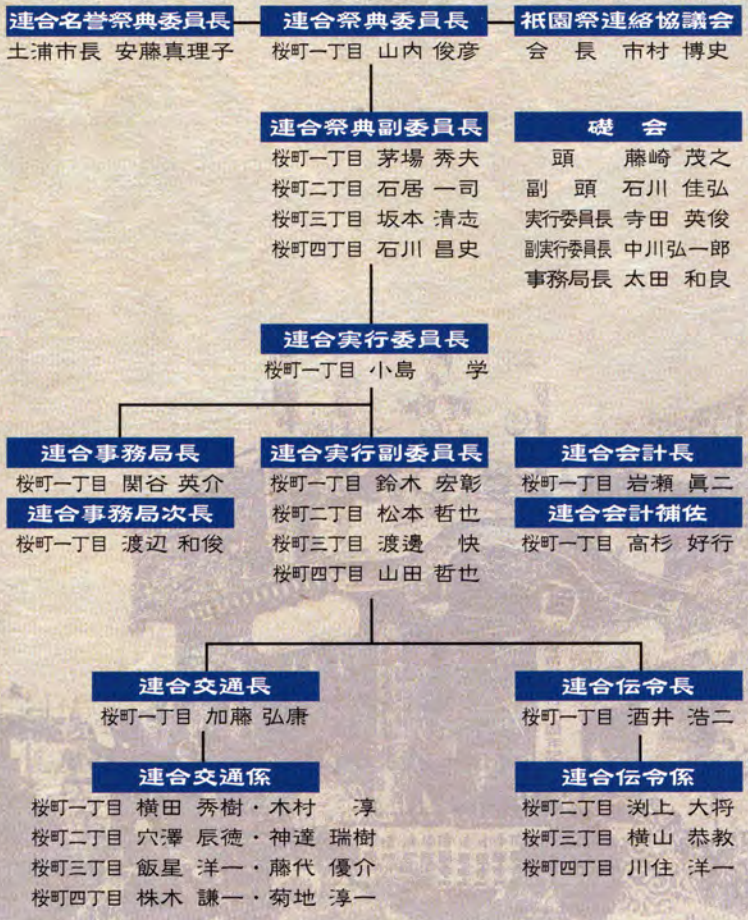 連合名誉祭典委員長
土浦市長 安藤真理子
連合祭典委員長
桜町一丁目 山内 俊彦
祇園祭連絡協議会
会 長 市村 博史
連合祭典副委員長
桜町一丁目 茅場 秀夫
桜町二丁目 石居 一司
桜町三丁目 坂本 清志
桜町四丁目 石川 昌史
礎 会
頭 藤崎 茂之
副 頭 石川 佳弘
実行委員長 寺田 英俊
副実行委員長 中川弘一郎
事務局長 太田 和良
連合実行委員長
桜町一丁目 小島 学
連合事務局長
桜町一丁目 関谷 英介
連合事務局次長
桜町一丁目 渡辺 和俊
連合実行副委員長
桜町一丁目 鈴木 宏彰
桜町二丁目 松本 哲也
桜町三丁目 渡邊 快
桜町四丁目 山田 哲也
連合会計長
桜町一丁目 岩瀬 眞二
連合会計補佐
桜町一丁目 高杉 好行
連合交通長
桜町一丁目 加藤 弘康
連合交通係
桜町一丁目 横田 秀樹・木村 淳
桜町二丁目 穴澤 辰徳・神達 瑞樹
桜町三丁目 飯星 洋一・藤代 優介
桜町四丁目 株木 謙一・菊地 淳一
連合伝令長
桜町一丁目 酒井 浩二
連合伝令係
桜町二丁目 渕上 大将
桜町三丁目 横山 恭教
桜町四丁目 川住 洋一